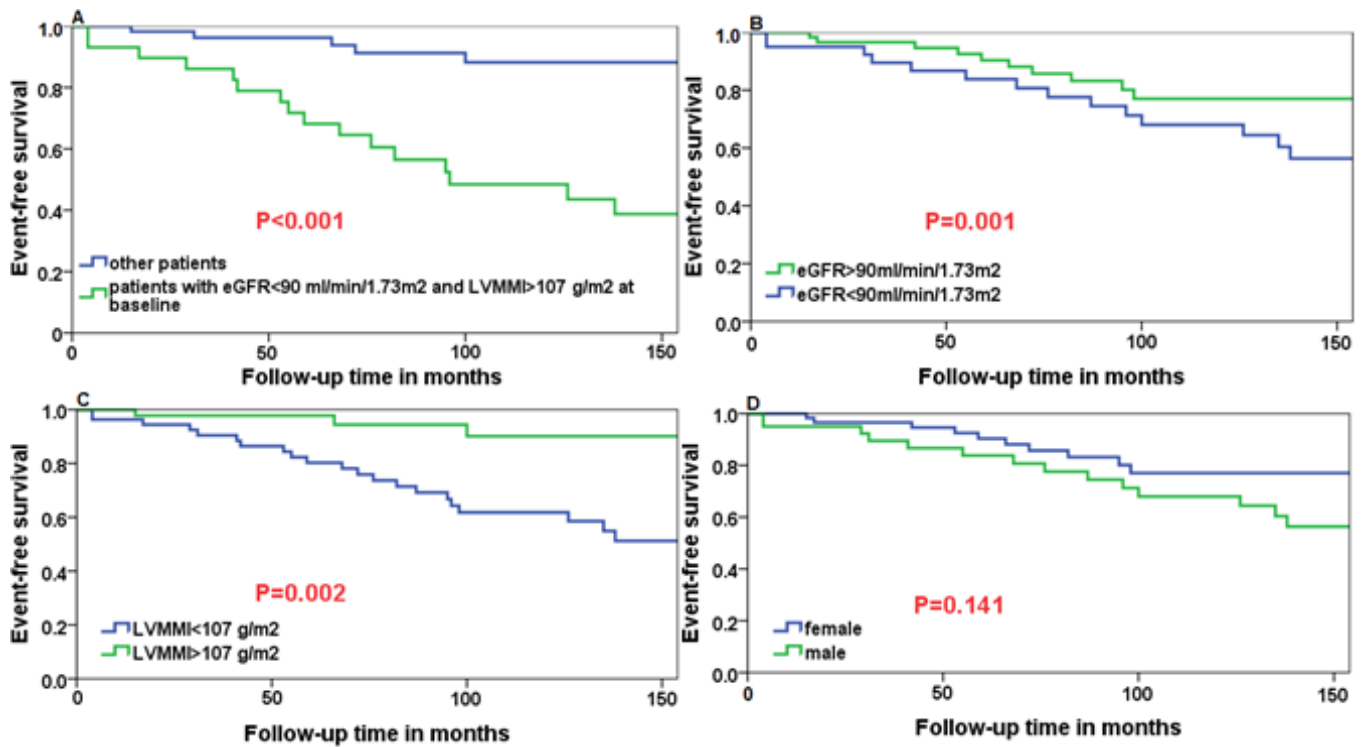 A
1.0
0.8
0.6
0.4
0.2
0
Event-free survival
P<0.001
other patients
patients with eGFR<90 ml/min/1.73m2 and LVMMI>107 g/m2 at
baseline
0 50 100 150
Follow-up time in months
B
1.0
0.8
0.6
0.4
0.2
0.0
Event-free survival
P=0.001
eGFR>90ml/min/1.73m2
eGFR<90ml/min/1.73m2
0 50 100 150
Follow-up time in months
C
1.0
0.8
0.6
0.4
0.2
0.0
Event-free survival
P=0.002
LVMMI<107 g/m2
LVMMI>107 g/m2
0 50 100 150
Follow-up time in months
D
1.0
0.8
0.6
0.4
0.2
0.0
Event-free survival
P=0.141
female
male
0 50 100 150
Follow-up time in months